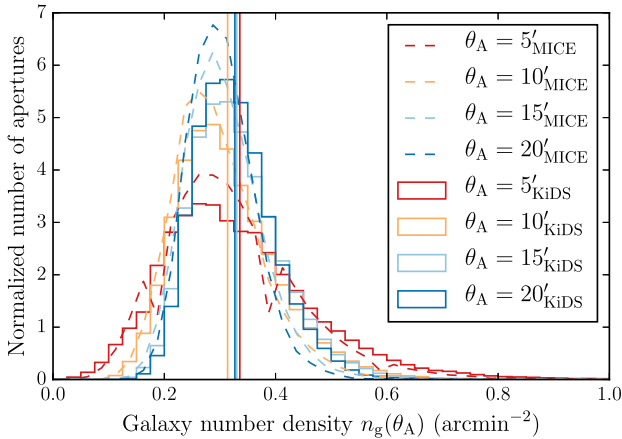 7
6
5
4
3
2
1
0
0.0 0.2 0.4 0.6 0.8 1.0
Normalized number of apertures
Galaxy number density n_g(θ_A) (arcmin⁻²)
θ_A = 5′_MICE
θ_A = 10′_MICE
θ_A = 15′_MICE
θ_A = 20′_MICE
θ_A = 5′_KiDS
θ_A = 10′_KiDS
θ_A = 15′_KiDS
θ_A = 20′_KiDS